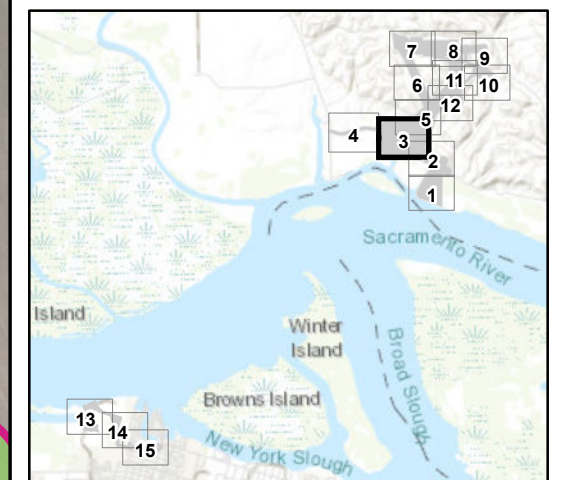 7 8 9
6 11 10
12
5
4 3
2
1
Sacramento River
Island
Winter
Island
Broad Slough
Browns Island
13
14
15
New York Slough